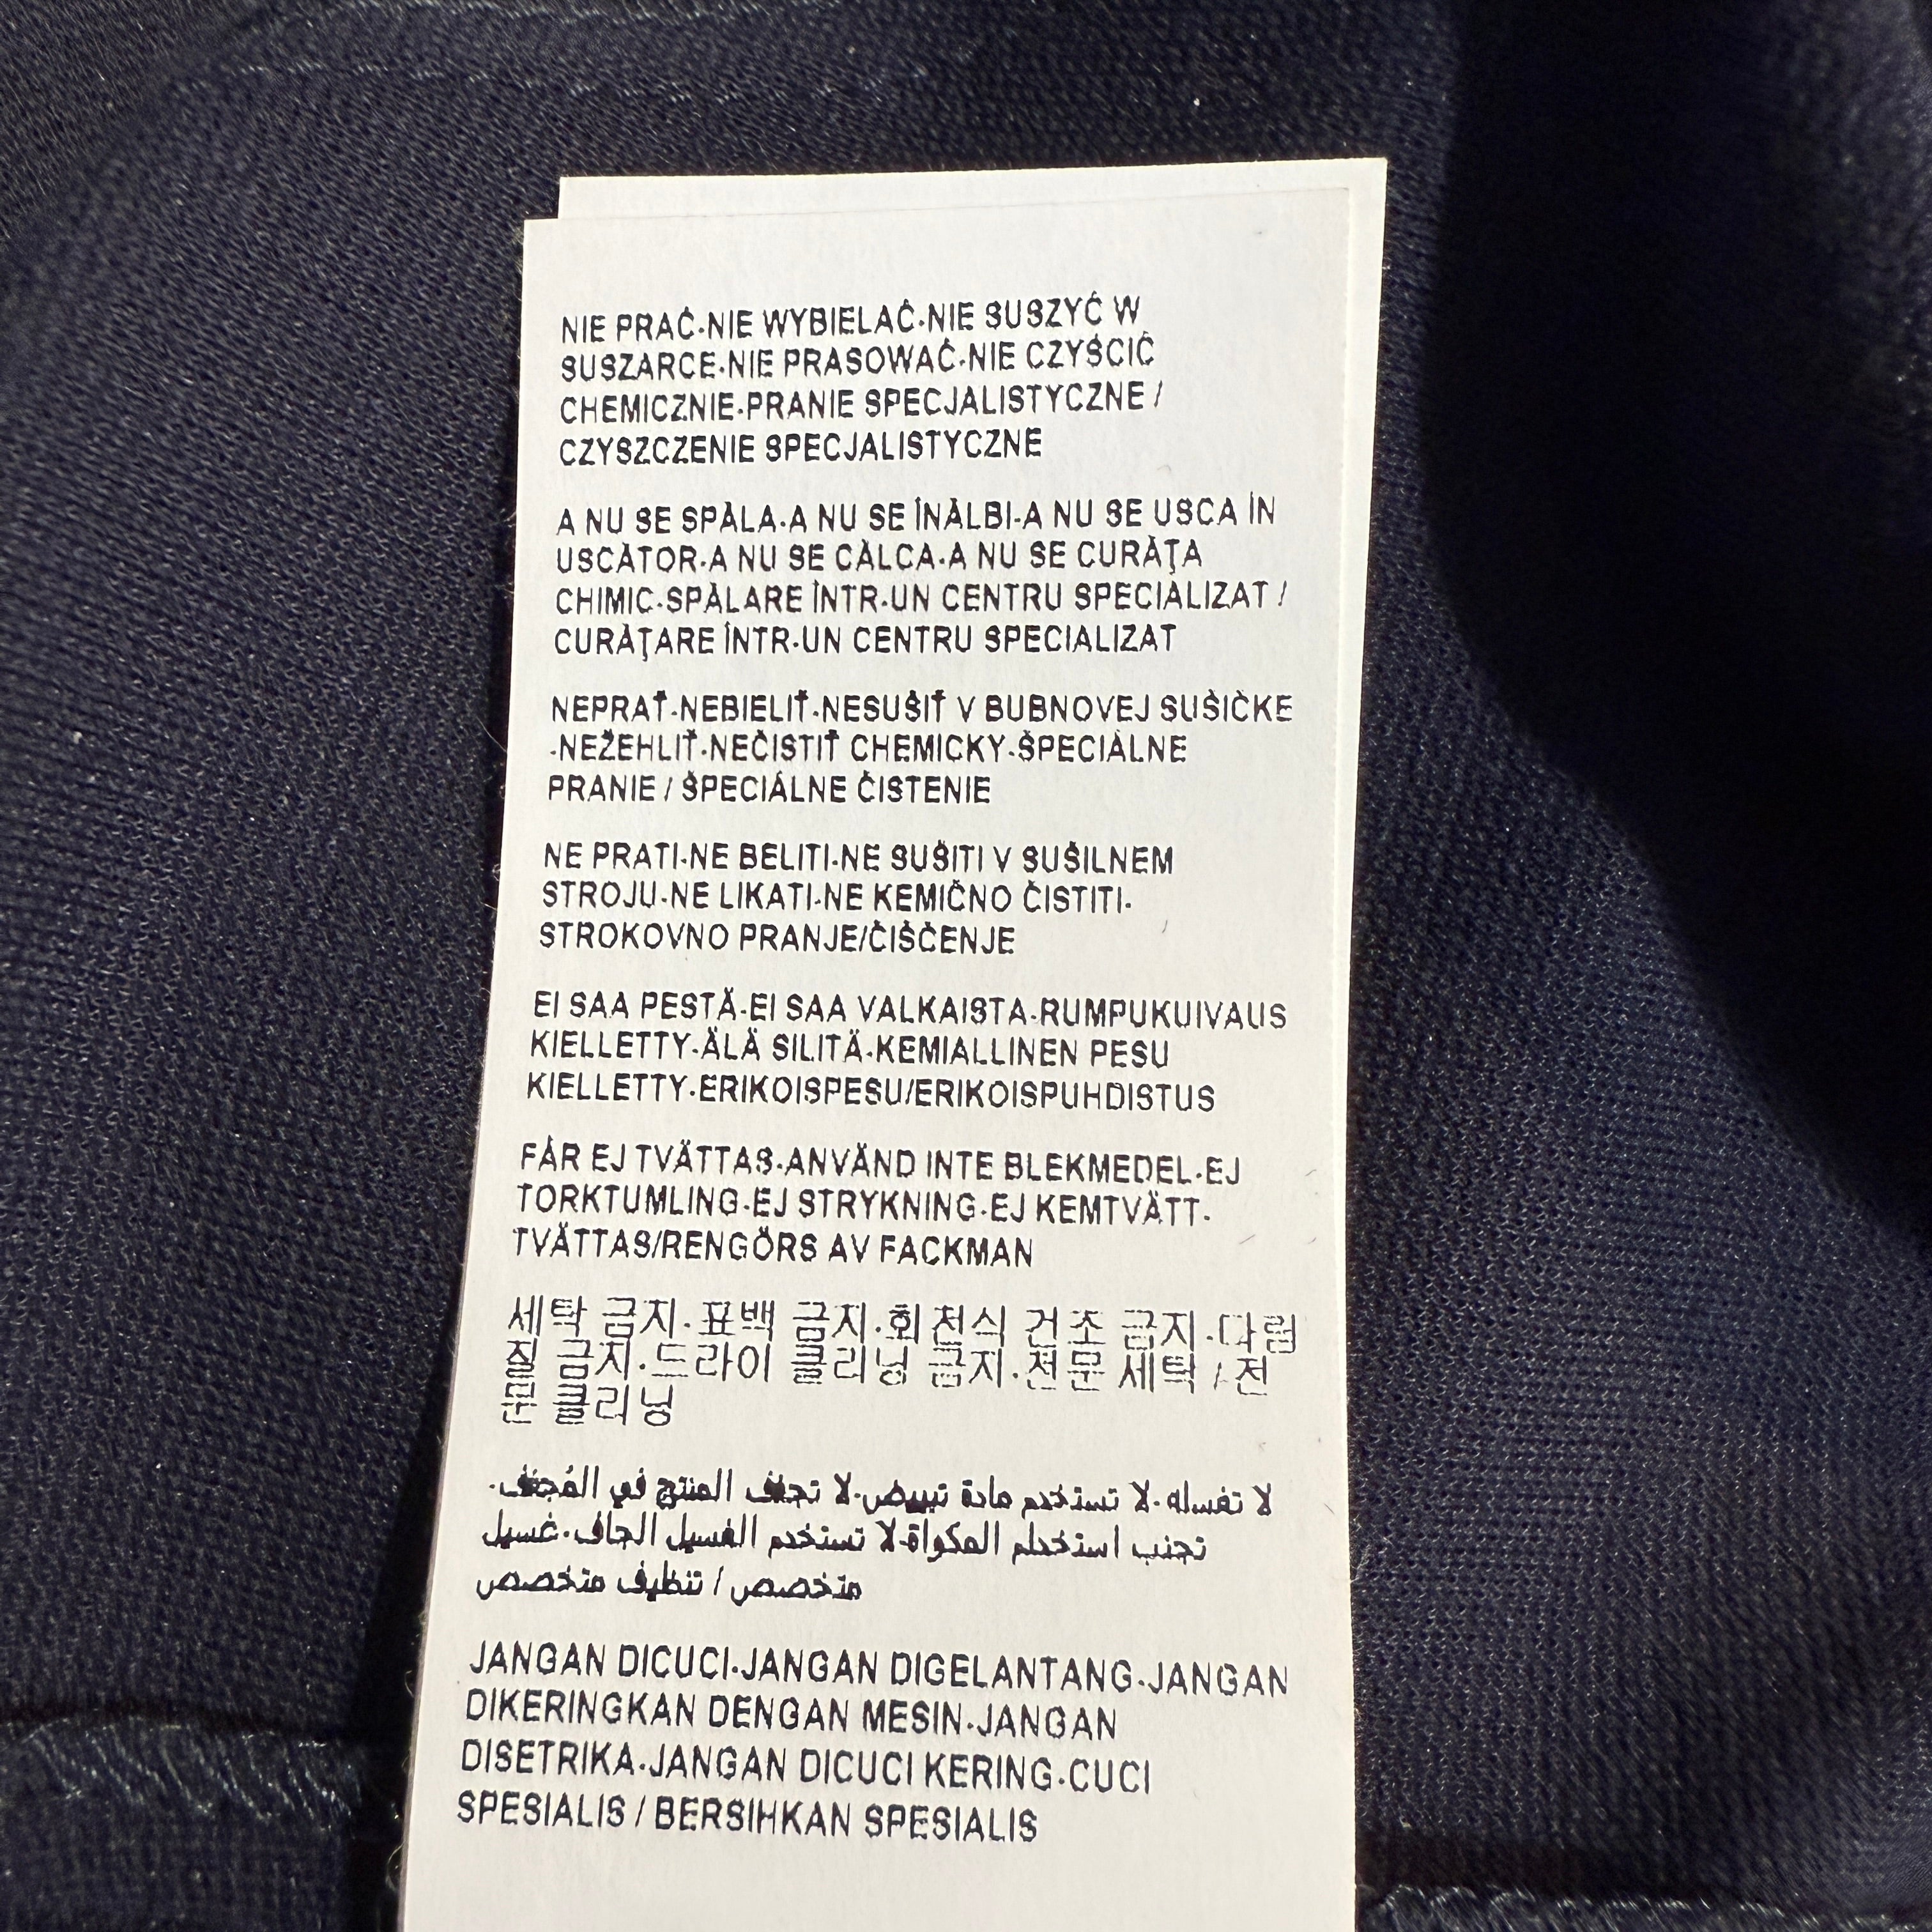 NIE PRAĆ·NIE WYBIELAĆ·NIE SUSZYĆ W
SUSZARCE·NIE PRASOWAĆ·NIE CZYŚCIĆ
CHEMICZNIE·PRANIE SPECJALISTYCZNE /
CZYSZCZENIE SPECJALISTYCZNE
A NU SE SPĂLA·A NU SE ÎNĂLBI·A NU SE USCA ÎN
USCĂTOR·A NU SE CĂLCA·A NU SE CURĂŢA
CHIMIC·SPĂLARE ÎNTR·UN CENTRU SPECIALIZAT /
CURĂŢARE ÎNTR·UN CENTRU SPECIALIZAT
NEPRAŤ·NEBIELIŤ·NESUŠIŤ V BUBNOVEJ SUŠIČKE
·NEŽEHLIŤ·NEČISTIŤ CHEMICKY·ŠPECIÁLNE
PRANIE / ŠPECIÁLNE ČISTENIE
NE PRATI·NE BELITI·NE SUŠITI V SUŠILNEM
STROJU·NE LIKATI·NE KEMIČNO ČISTITI·
STROKOVNO PRANJE/ČIŠČENJE
EI SAA PESTÄ·EI SAA VALKAISTA·RUMPUKUIVAUS
KIELLETTY·ÄLÄ SILITÄ·KEMIALLINEN PESU
KIELLETTY·ERIKOISPESU/ERIKOISPUHDISTUS
FÅR EJ TVÄTTAS·ANVÄND INTE BLEKMEDEL·EJ
TORKTUMLING·EJ STRYKNING·EJ KEMTVÄTT·
TVÄTTAS/RENGÖRS AV FACKMAN
세탁 금지·표백 금지·회전식 건조 금지·다림
질 금지·드라이 클리닝 금지·전문 세탁 / 전
문 클리닝
لا تغسله·لا تستخدم مادة تبييض·لا تجفف المنتج في المُجفف·
تجنب استخدام المكواة·لا تستخدم الغسيل الجاف·غسيل
متخصص / تنظيف متخصص
JANGAN DICUCI·JANGAN DIGELANTANG·JANGAN
DIKERINGKAN DENGAN MESIN·JANGAN
DISETRIKA·JANGAN DICUCI KERING·CUCI
SPESIALIS / BERSIHKAN SPESIALIS